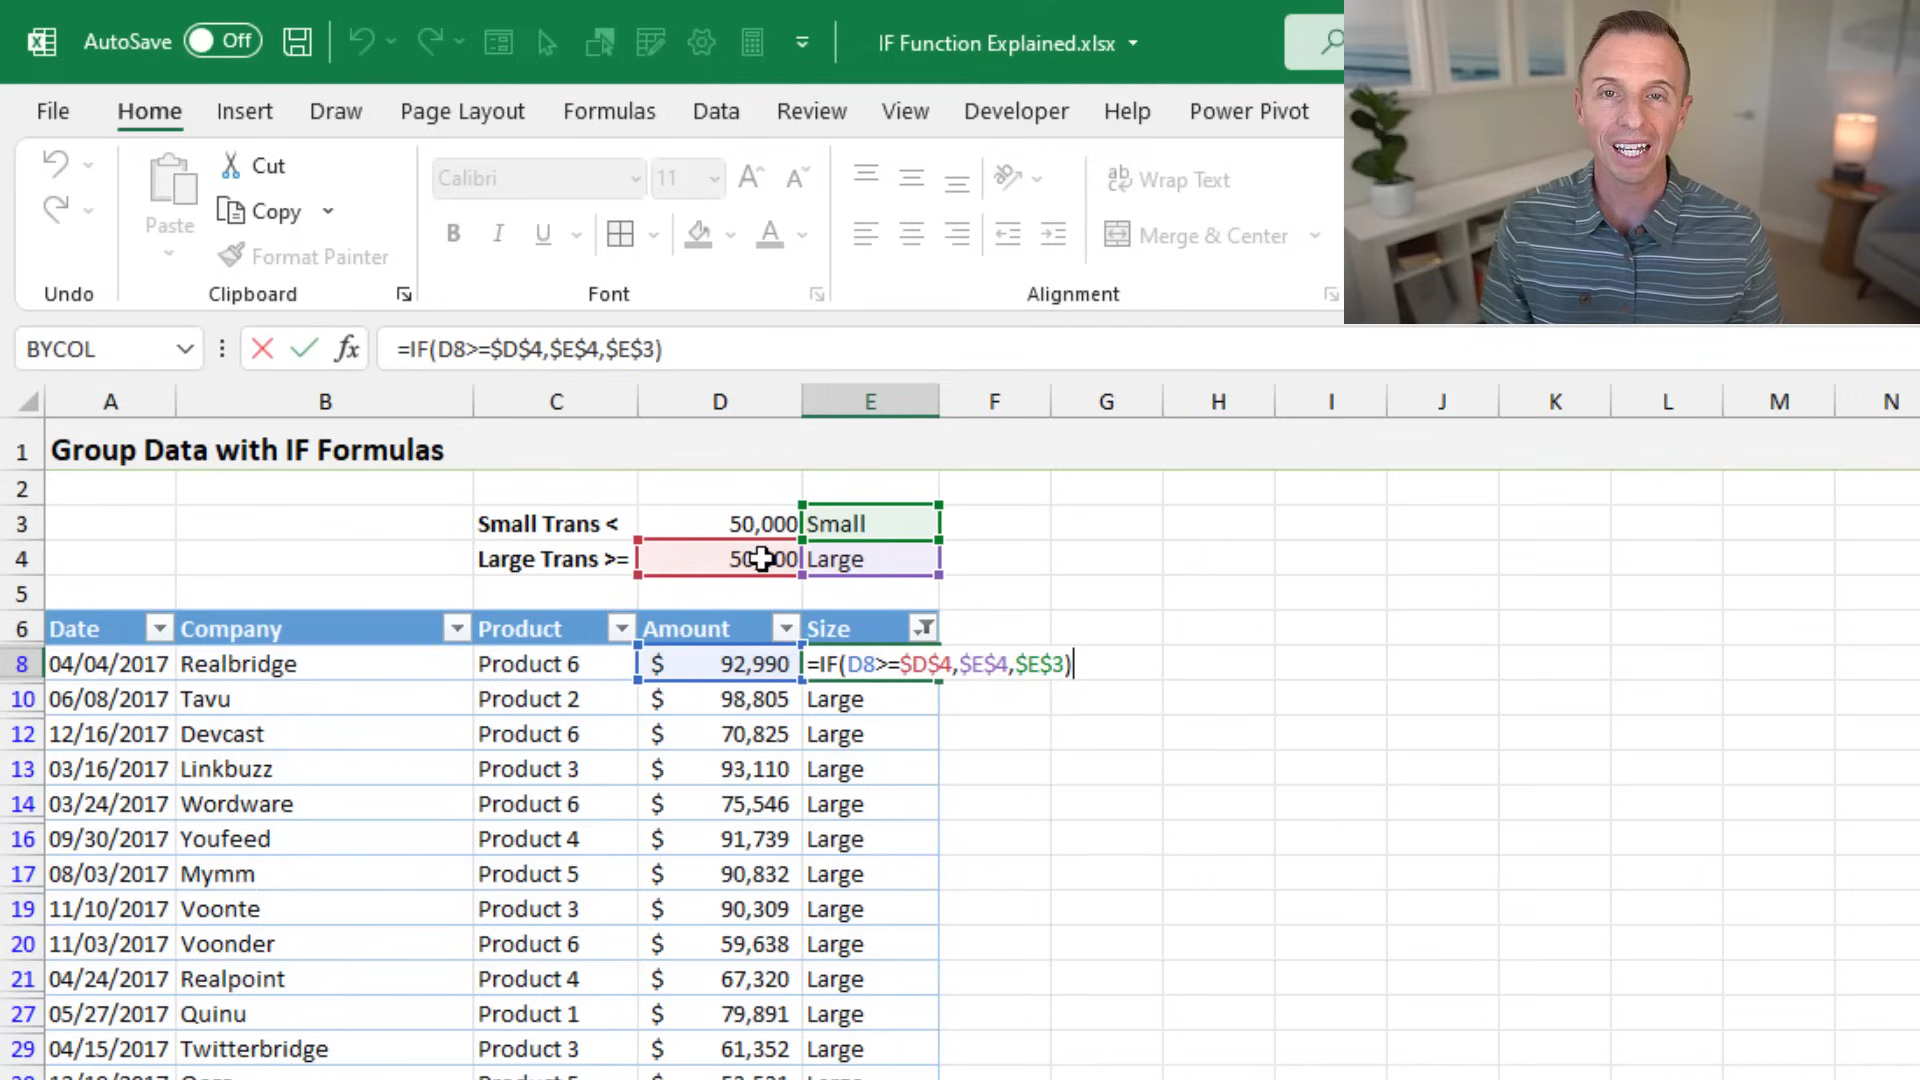 AutoSave Off IF Function Explained.xlsx
File Home Insert Draw Page Layout Formulas Data Review View Developer Help Power Pivot
Cut
Calibri 11 A A
ab
c Wrap Text
Paste
Copy
B I U A
Merge & Center
Format Painter
Undo Clipboard Font Alignment
BYCOL fx =IF(D8>=$D$4,$E$4,$E$3)
A B C D E F G H I J K L M N
1 Group Data with IF Formulas
2
3 Small Trans < 50,000 Small
4 Large Trans >= Large
5
6 Date Company Product Amount Size
8 04/04/2017 Realbridge Product 6 $ 92,990 =IF(D8>=$D$4,$E$4,$E$3)
10 06/08/2017 Tavu Product 2 $ 98,805 Large
12 12/16/2017 Devcast Product 6 $ 70,825 Large
13 03/16/2017 Linkbuzz Product 3 $ 93,110 Large
14 03/24/2017 Wordware Product 6 $ 75,546 Large
16 09/30/2017 Youfeed Product 4 $ 91,739 Large
17 08/03/2017 Mymm Product 5 $ 90,832 Large
19 11/10/2017 Voonte Product 3 $ 90,309 Large
20 11/03/2017 Voonder Product 6 $ 59,638 Large
21 04/24/2017 Realpoint Product 4 $ 67,320 Large
27 05/27/2017 Quinu Product 1 $ 79,891 Large
29 04/15/2017 Twitterbridge Product 3 $ 61,352 Large